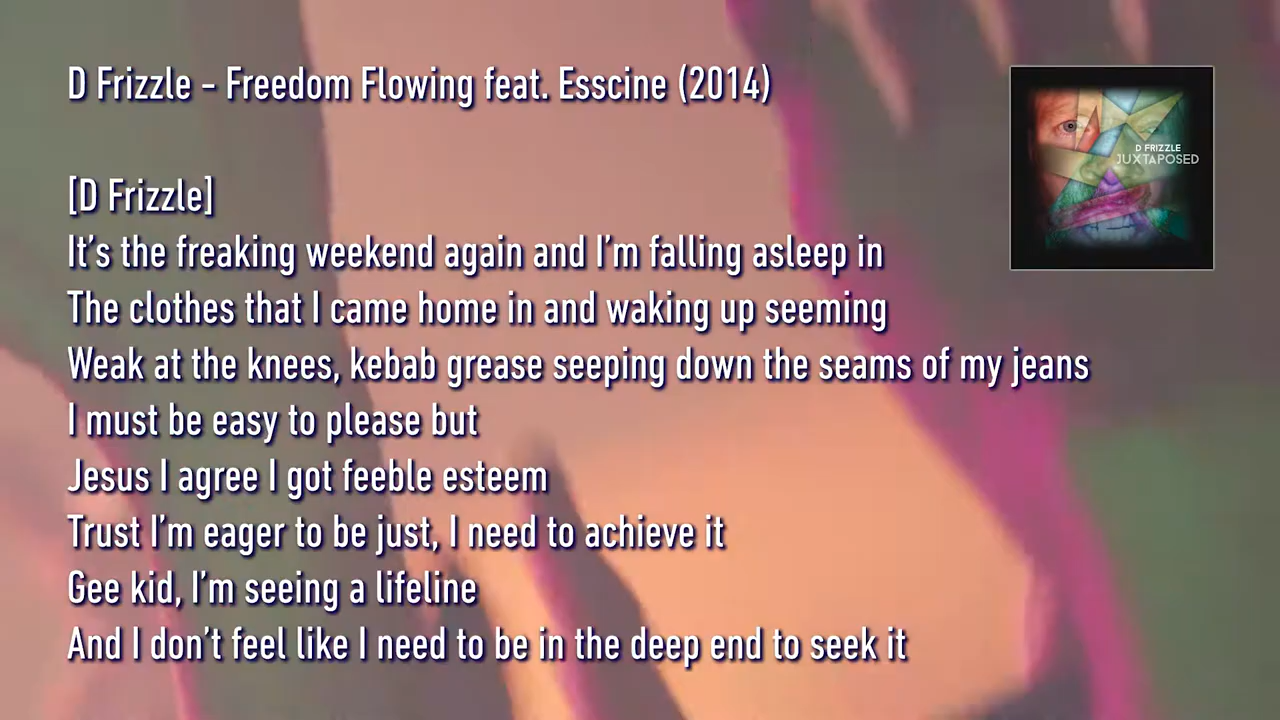 D Frizzle - Freedom Flowing feat. Esscine (2014)
D FRIZZLE
JUXTAPOSED
[D Frizzle]
It’s the freaking weekend again and I’m falling asleep in
The clothes that I came home in and waking up seeming
Weak at the knees, kebab grease seeping down the seams of my jeans
I must be easy to please but
Jesus I agree I got feeble esteem
Trust I’m eager to be just, I need to achieve it
Gee kid, I’m seeing a lifeline
And I don’t feel like I need to be in the deep end to seek it